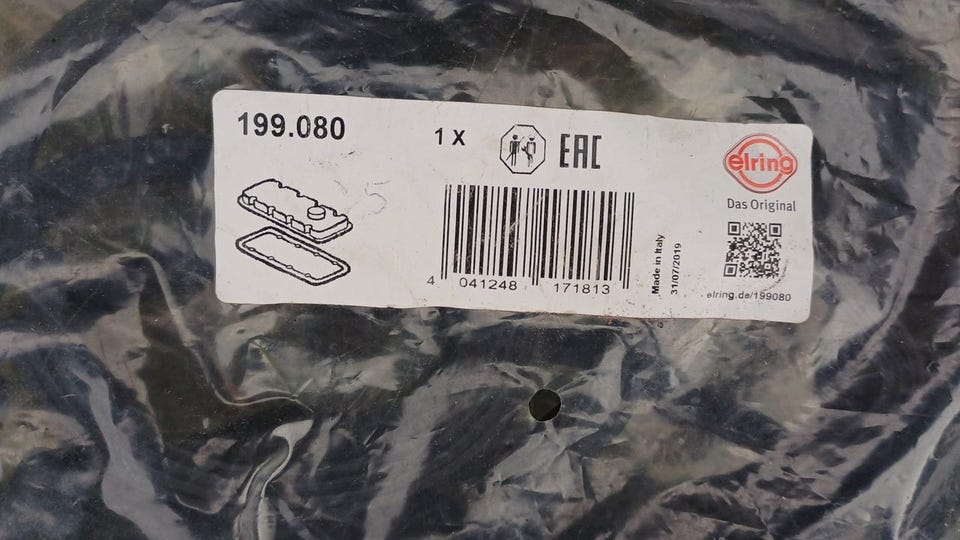 199.080
1 X
EAC
5
elring
Das Original
4 041248 171813
Made in Italy
31/07/2019
elring.de/199080